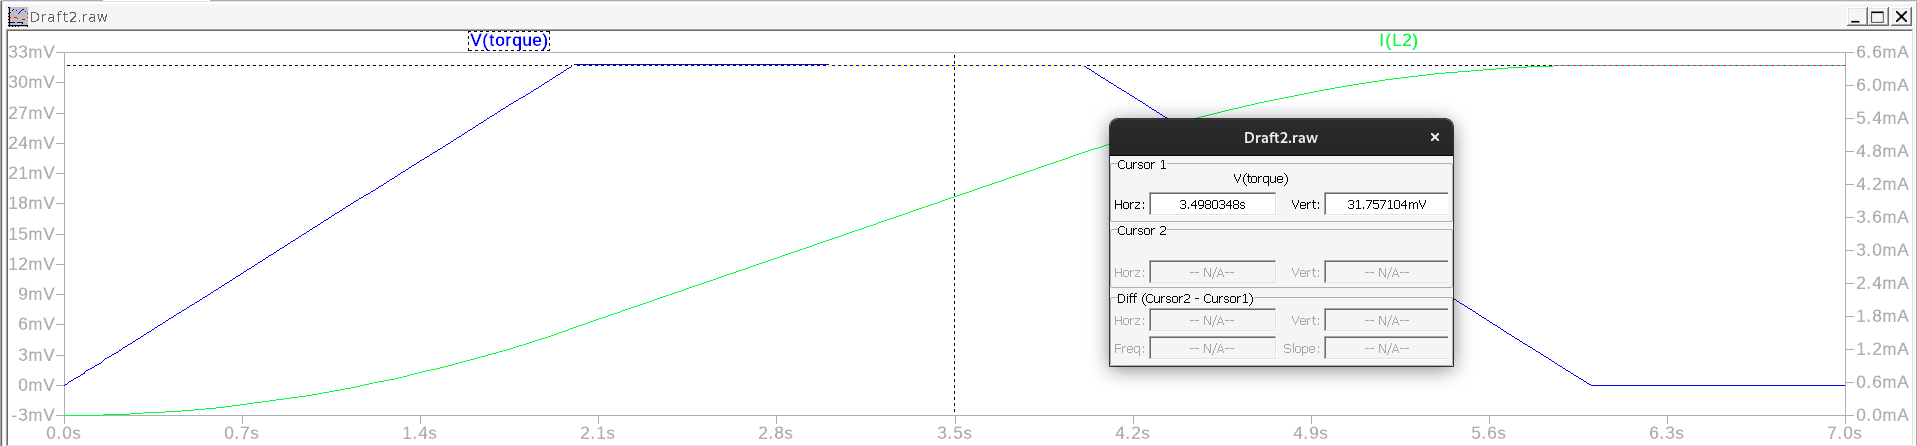 Draft2.raw
V(torque) I(L2)
33mV 6.6mA
30mV 6.0mA
27mV 5.4mA
24mV 4.8mA
21mV 4.2mA
18mV 3.6mA
15mV 3.0mA
12mV 2.4mA
9mV 1.8mA
6mV 1.2mA
3mV 0.6mA
0mV 0.0mA
-3mV
0.0s 0.7s 1.4s 2.1s 2.8s 3.5s 4.2s 4.9s 5.6s 6.3s 7.0s
Draft2.raw
Cursor 1
V(torque)
Horz: 3.4980348s Vert: 31.757104mV
Cursor 2
Horz: -- N/A-- Vert: -- N/A--
Diff (Cursor2 - Cursor1)
Horz: -- N/A-- Vert: -- N/A--
Freq: -- N/A-- Slope: -- N/A--